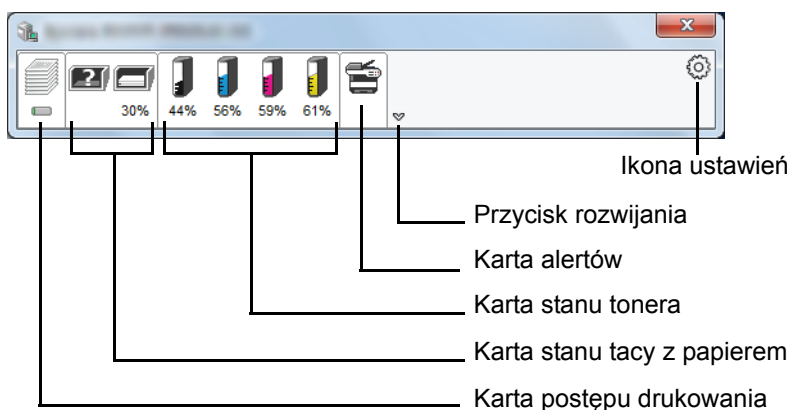 ?
30% 44% 56% 59% 61%
Ikona ustawień
Przycisk rozwijania
Karta alertów
Karta stanu tonera
Karta stanu tacy z papierem
Karta postępu drukowania